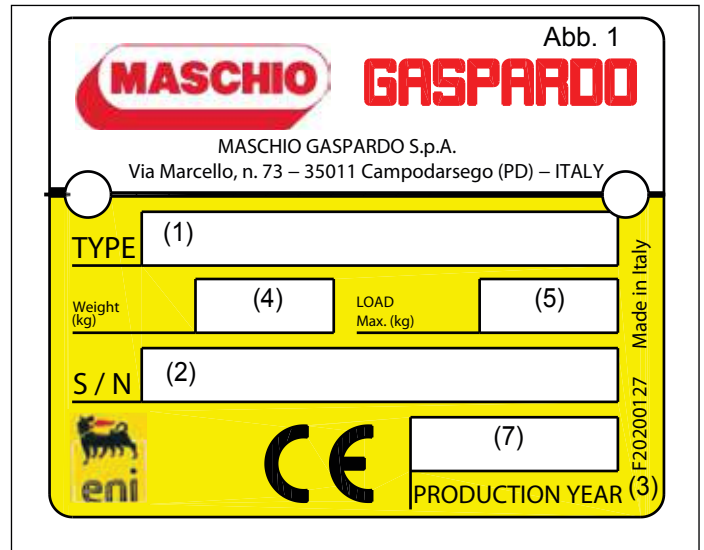 Abb. 1
MASCHIO GASPARDO
MASCHIO GASPARDO S.p.A.
Via Marcello, n. 73 – 35011 Campodarsego (PD) – ITALY
TYPE (1)
Weight (kg) (4) LOAD Max. (kg) (5)
S / N (2)
eni CE (7)
PRODUCTION YEAR (3)
F20200127 Made in Italy